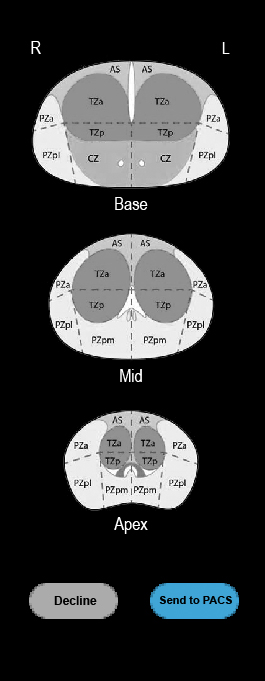 R L
AS AS
TZa TZa
PZa PZa
TZp TZp
PZpl CZ CZ PZpl
Base
AS AS
TZa TZa
PZa PZa
TZp TZp
PZpl PZpl
PZpm PZpm
Mid
AS AS
PZa TZa TZa PZa
TZp TZp
PZpl PZpl
PZpm PZpm
Apex
Decline Send to PACS